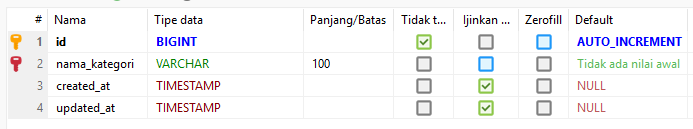 # Nama Tipe data Panjang/Batas Tidak t... Ijinkan ... Zerofill Default
1 id BIGINT AUTO_INCREMENT
2 nama_kategori VARCHAR 100 Tidak ada nilai awal
3 created_at TIMESTAMP NULL
4 updated_at TIMESTAMP NULL